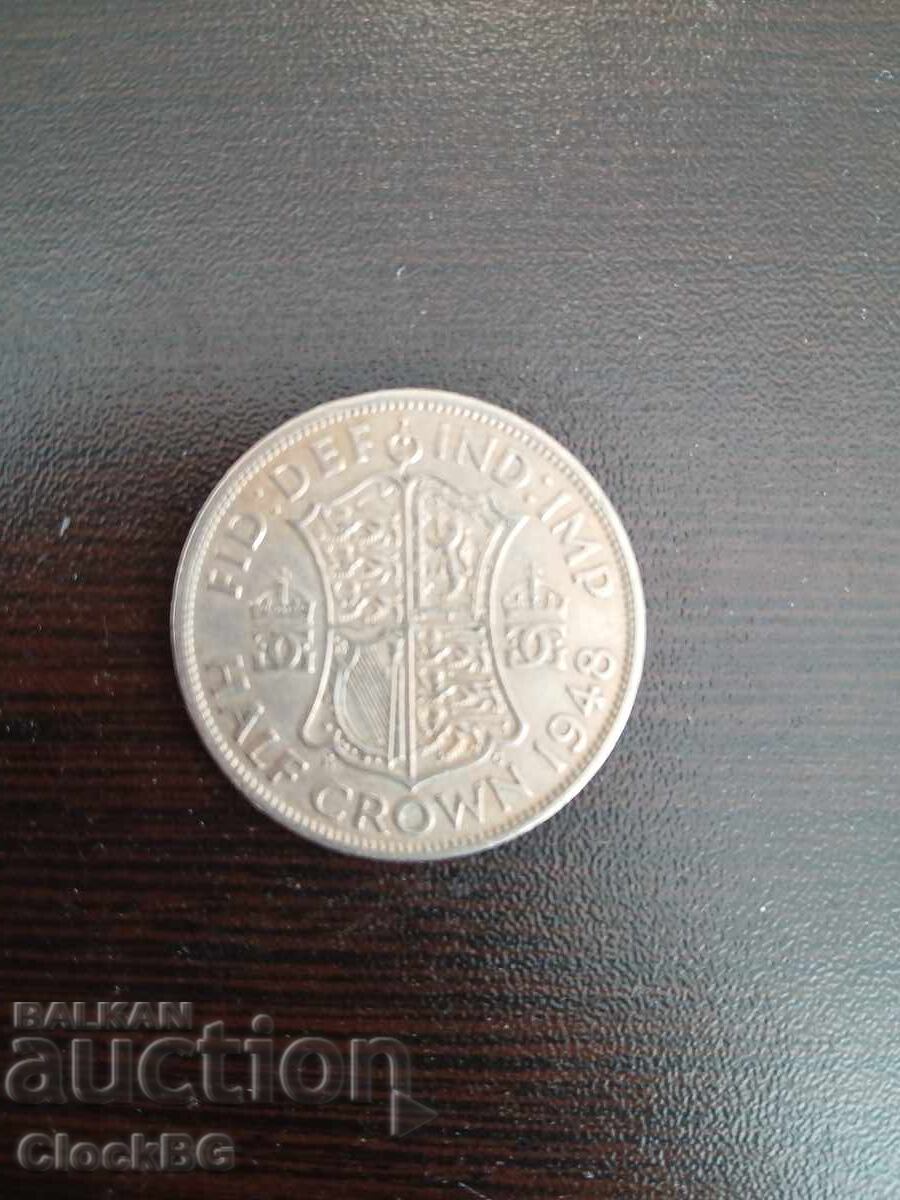 FID: DEF IND: IMP
HALF CROWN 1948
BALKAN
auction
ClockBG